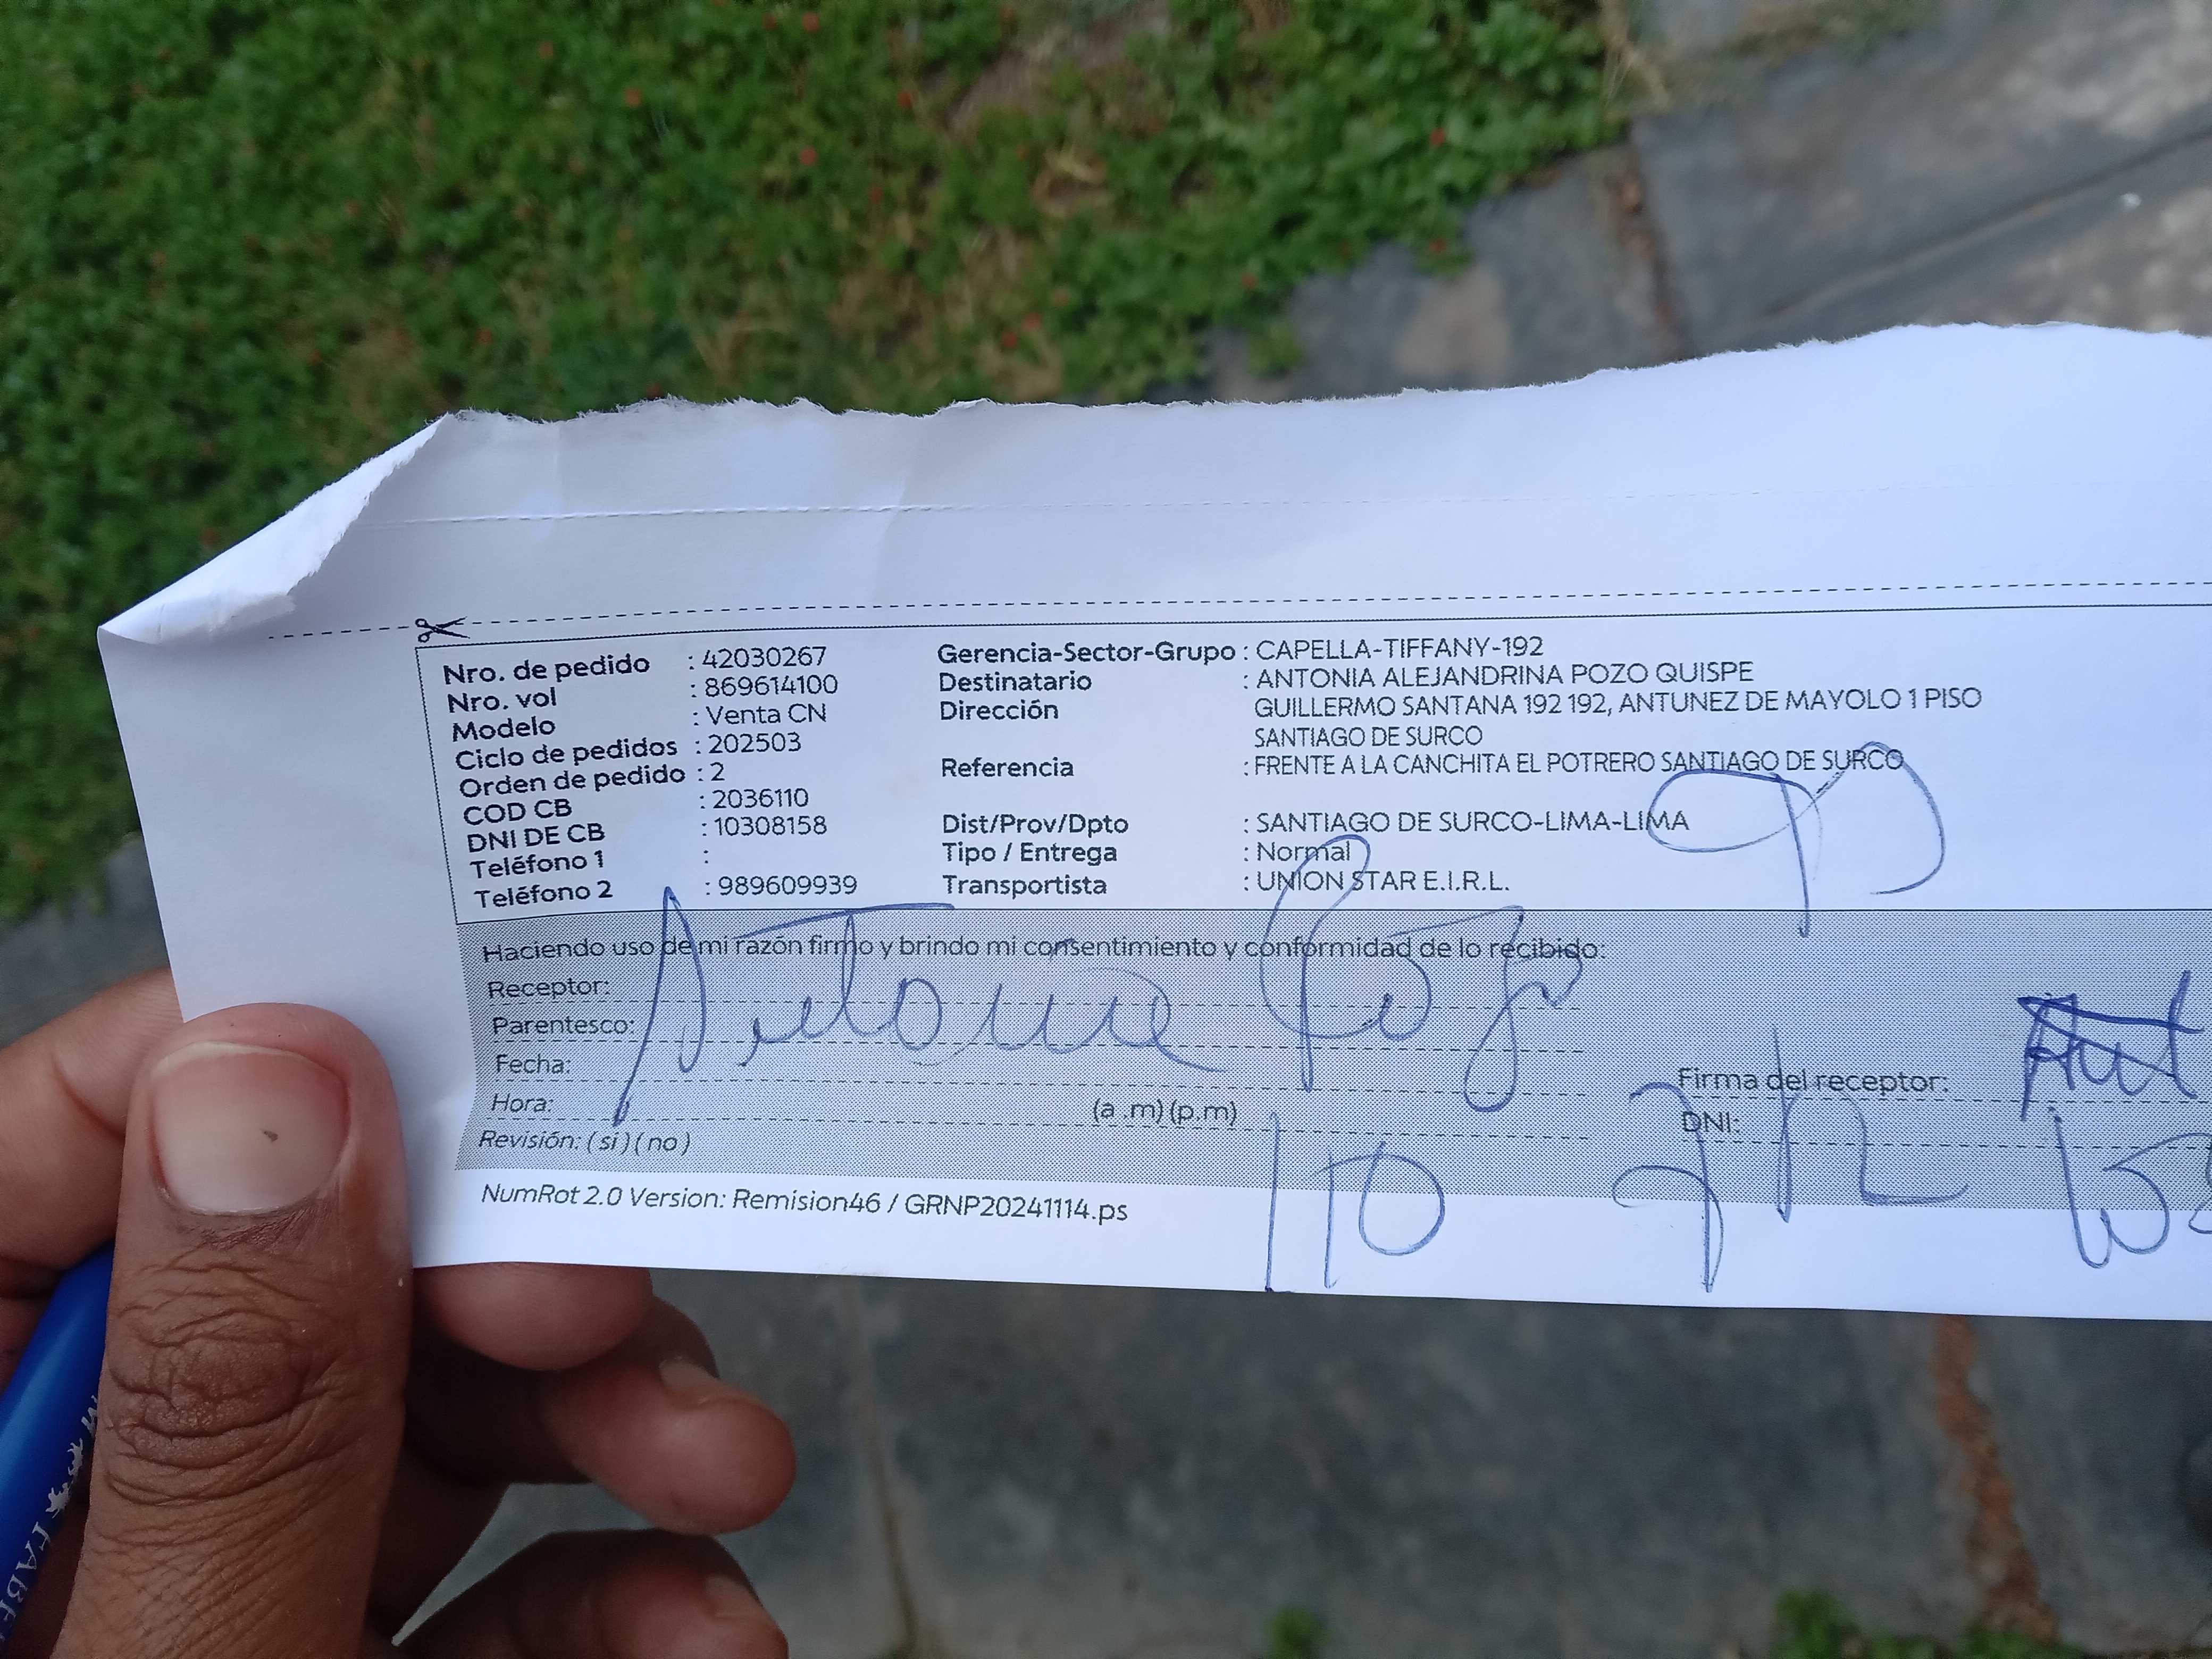 Nro. de pedido : 42030267
Nro. vol : 869614100
Modelo : Venta CN
Ciclo de pedidos : 202503
Orden de pedido : 2
COD CB : 2036110
DNI DE CB : 10308158
Teléfono 1 :
Teléfono 2 : 989609939
Gerencia-Sector-Grupo : CAPELLA-TIFFANY-192
Destinatario : ANTONIA ALEJANDRINA POZO QUISPE
Dirección GUILLERMO SANTANA 192 192, ANTUNEZ DE MAYOLO 1 PISO
SANTIAGO DE SURCO
Referencia : FRENTE A LA CANCHITA EL POTRERO SANTIAGO DE SURCO
Dist/Prov/Dpto : SANTIAGO DE SURCO-LIMA-LIMA
Tipo / Entrega : Normal
Transportista : UNION STAR E.I.R.L.
Haciendo uso de mi razón firmo y brindo mi consentimiento y conformidad de lo recibido:
Receptor:
Parentesco:
Fecha:
Hora: (a .m) (p.m)
Revisión: ( si ) ( no )
Antonia Pozo
Firma del receptor:
DNI:
NumRot 2.0 Version: Remision46 / GRNP20241114.ps